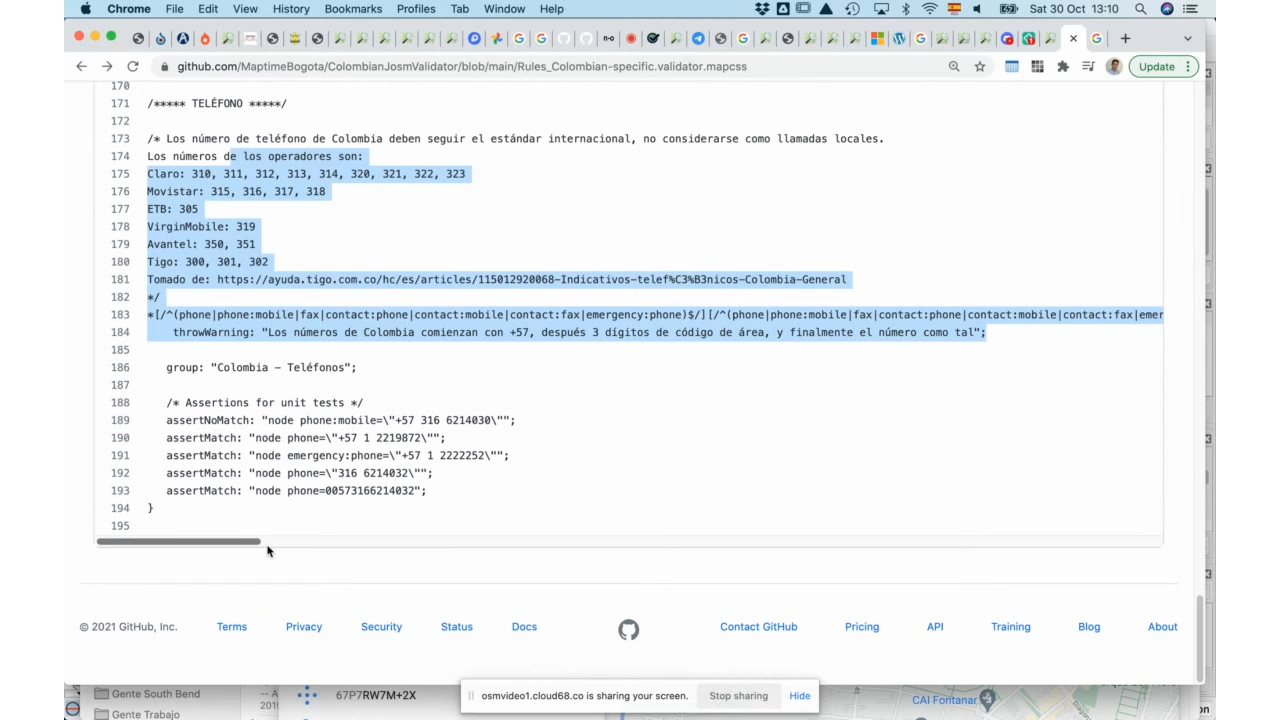 Chrome File Edit View History Bookmarks Profiles Tab Window Help Sat 30 Oct 13:10
github.com/MaptimeBogota/ColombianJosmValidator/blob/main/Rules_Colombian-specific.validator.mapcss Update
170
171 /***** TELÉFONO *****/
172
173 /* Los número de teléfono de Colombia deben seguir el estándar internacional, no considerarse como llamadas locales.
174 Los números de los operadores son:
175 Claro: 310, 311, 312, 313, 314, 320, 321, 322, 323
176 Movistar: 315, 316, 317, 318
177 ETB: 305
178 VirginMobile: 319
179 Avantel: 350, 351
180 Tigo: 300, 301, 302
181 Tomado de: https://ayuda.tigo.com.co/hc/es/articles/115012920068-Indicativos-telef%C3%B3nicos-Colombia-General
182 */
183 *[/^(phone|phone:mobile|fax|contact:phone|contact:mobile|contact:fax|emergency:phone)$/][/^(phone|phone:mobile|fax|contact:phone|contact:mobile|contact:fax|emer
184 throwWarning: "Los números de Colombia comienzan con +57, después 3 dígitos de código de área, y finalmente el número como tal";
185
186 group: "Colombia - Teléfonos";
187
188 /* Assertions for unit tests */
189 assertNoMatch: "node phone:mobile=\"+57 316 6214030\"";
190 assertMatch: "node phone=\"+57 1 2219872\"";
191 assertMatch: "node emergency:phone=\"+57 1 2222252\"";
192 assertMatch: "node phone=\"316 6214032\"";
193 assertMatch: "node phone=00573166214032";
194 }
195
© 2021 GitHub, Inc. Terms Privacy Security Status Docs Contact GitHub Pricing API Training Blog About
osmvideo1.cloud68.co is sharing your screen. Stop sharing Hide
Gente South Bend
67P7RW7M+2X
CAI Fontanar
Gente Trabajo